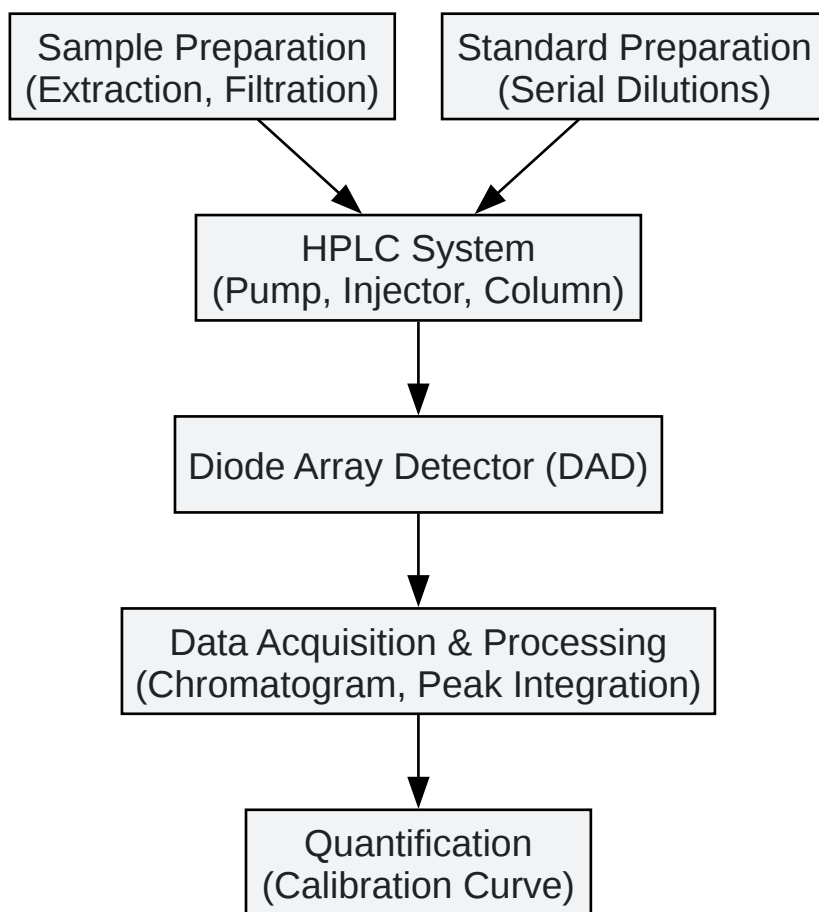 Sample Preparation
(Extraction, Filtration)
Standard Preparation
(Serial Dilutions)
HPLC System
(Pump, Injector, Column)
Diode Array Detector (DAD)
Data Acquisition & Processing
(Chromatogram, Peak Integration)
Quantification
(Calibration Curve)